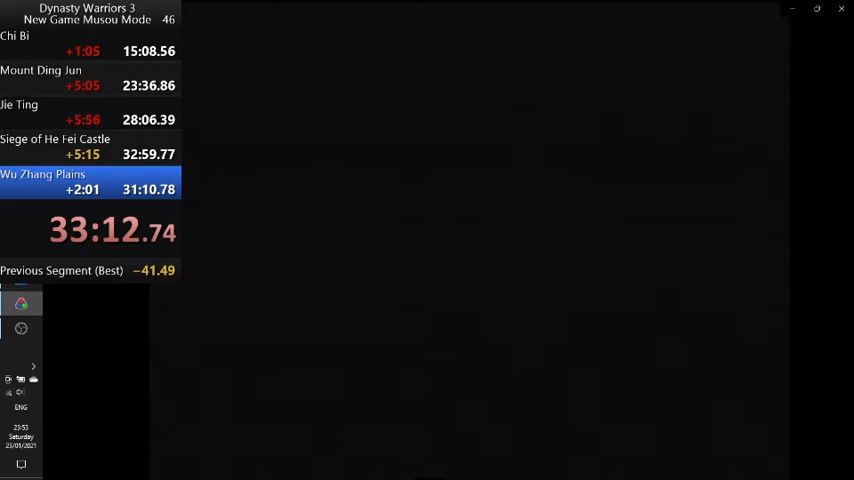 Dynasty Warriors 3
New Game Musou Mode 46
Chi Bi
+1:05 15:08.56
Mount Ding Jun
+5:05 23:36.86
Jie Ting
+5:56 28:06.39
Siege of He Fei Castle
+5:15 32:59.77
Wu Zhang Plains
+2:01 31:10.78
33:12.74
Previous Segment (Best) −41.49
ENG
23:53
Saturday
23/01/2021